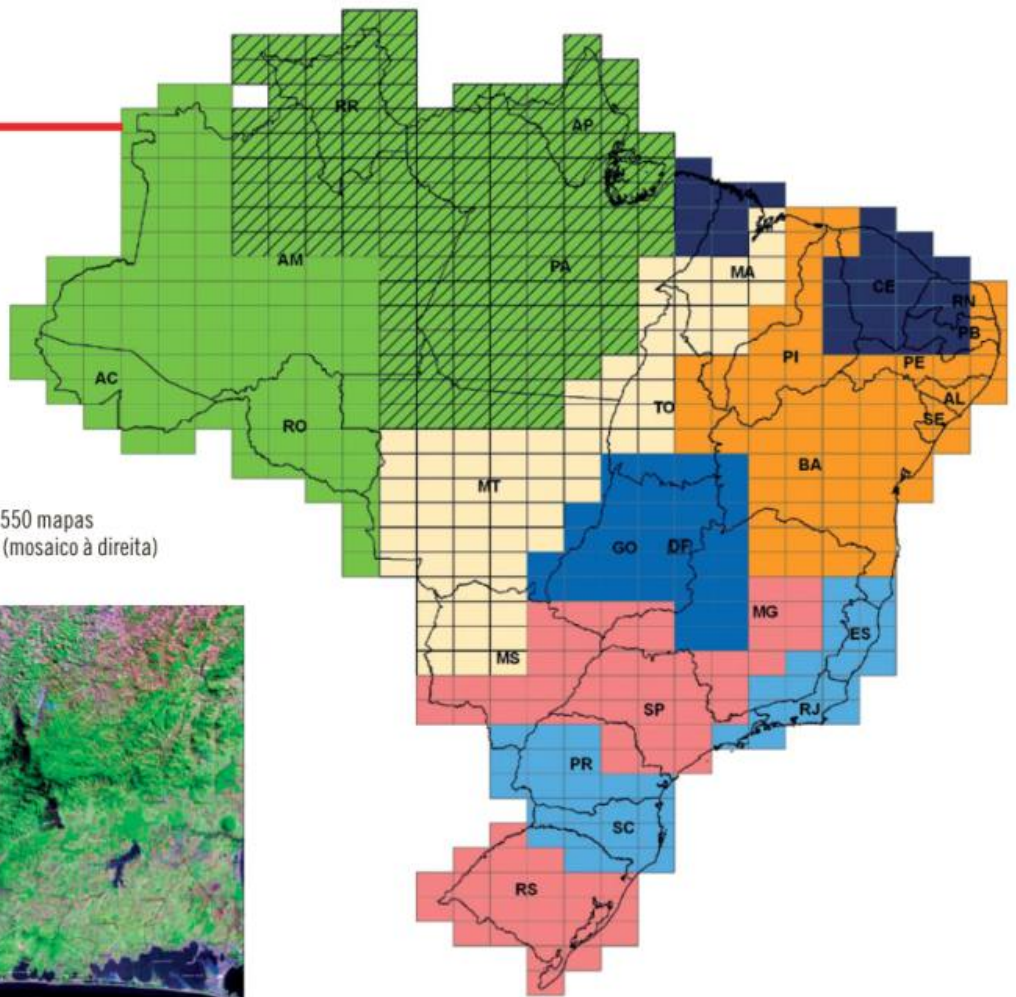 RR
AP
AM
PA
MA
CE
RN
PB
PI
PE
AC
TO
AL
SE
RO
BA
MT
550 mapas
(mosaico à direita)
GO
DF
MG
ES
MS
SP
RJ
PR
SC
RS